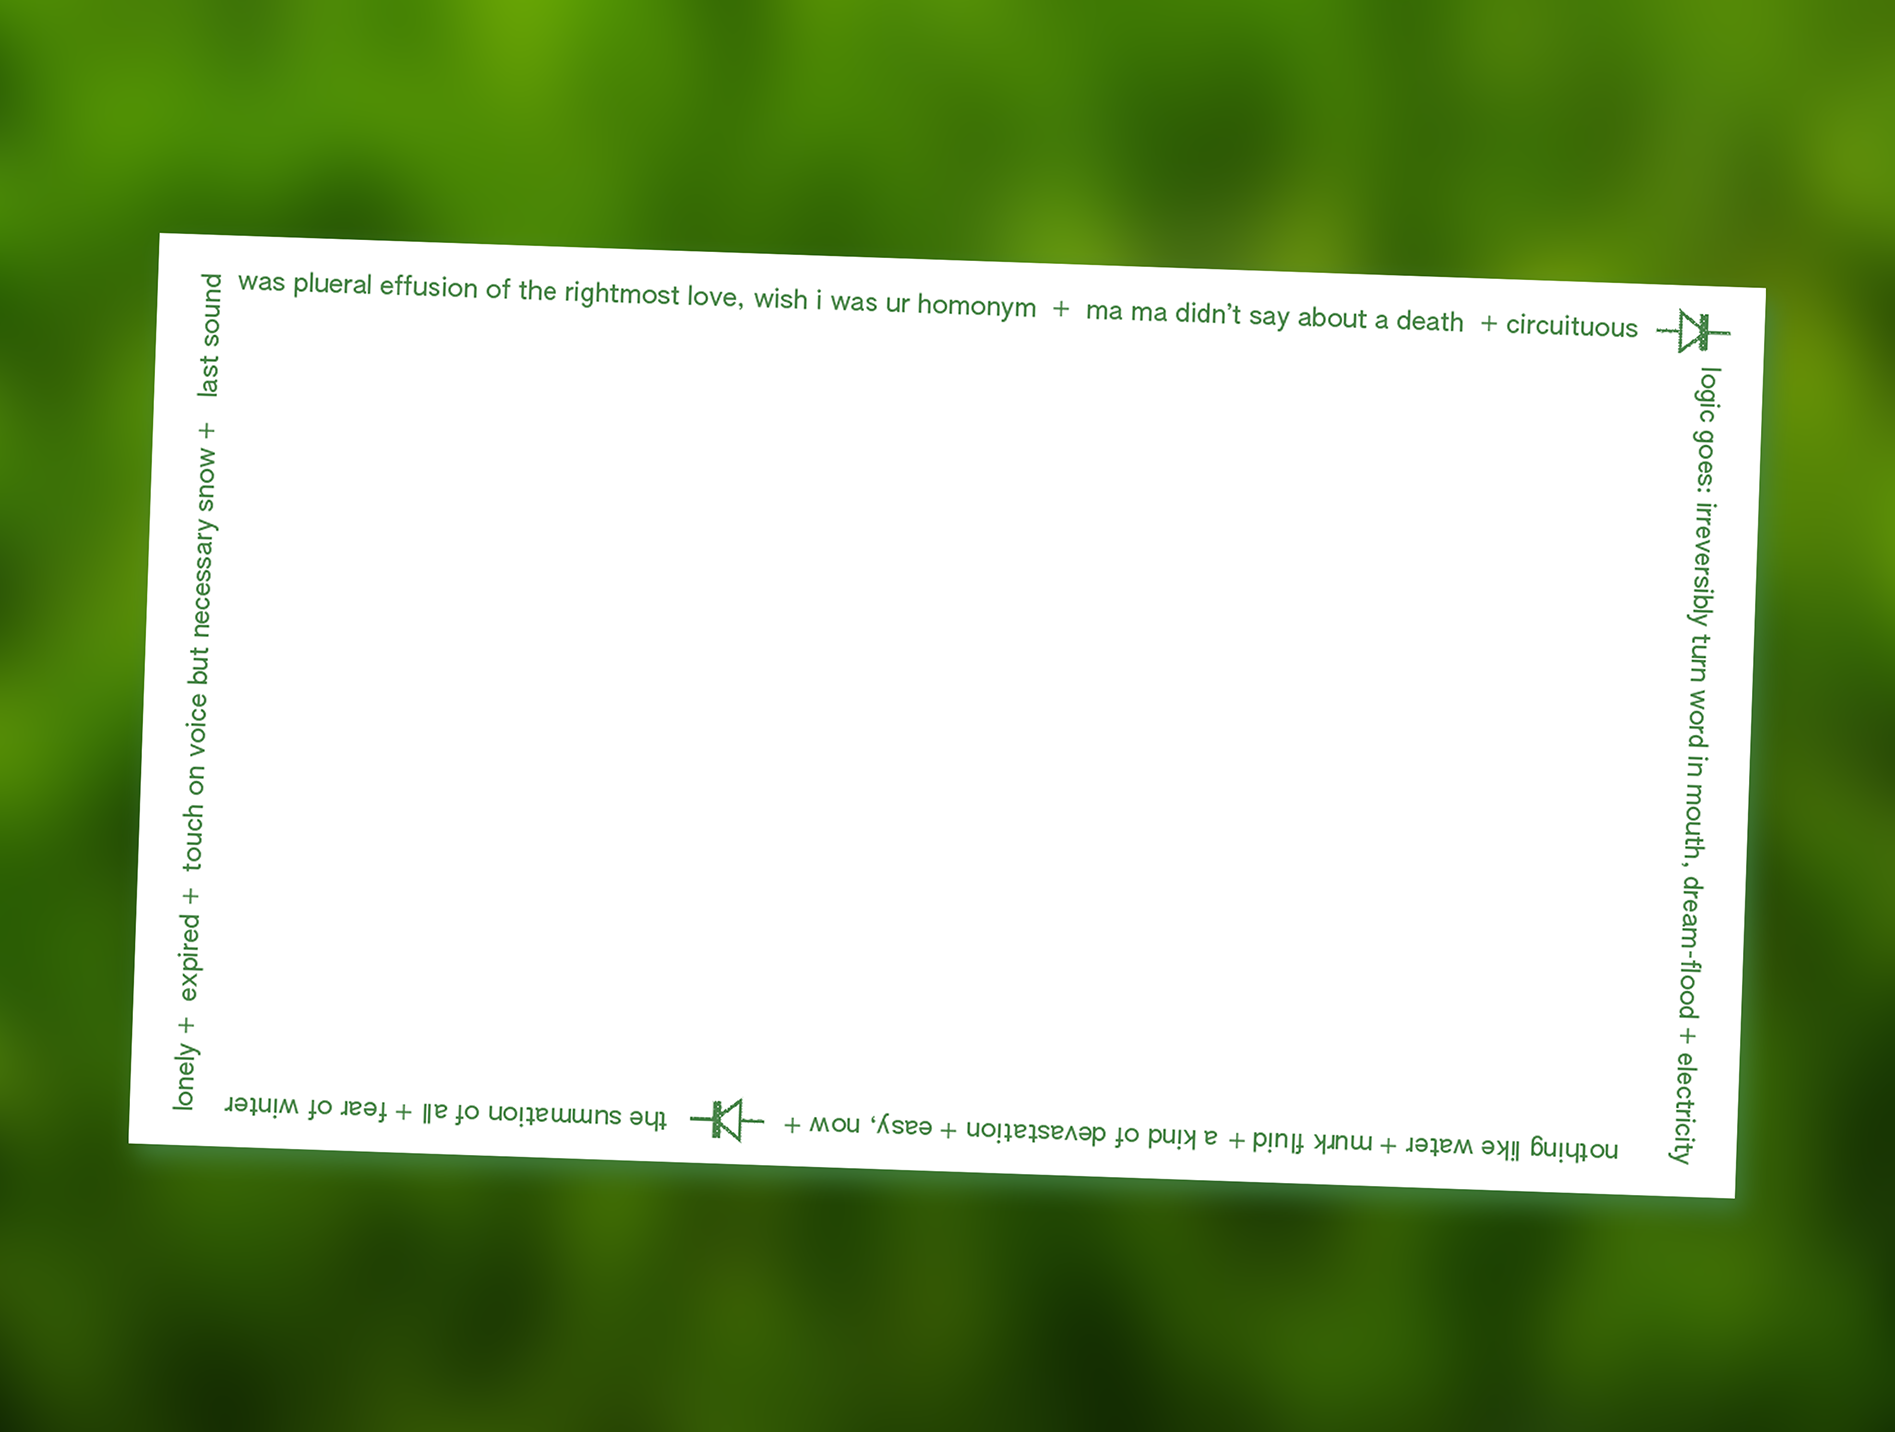 was plueral effusion of the rightmost love, wish i was ur homonym + ma ma didn't say about a death + circuituous
logic goes: irreversibly turn word in mouth, dream-flood + electricity
nothing like water + murk fluid + a kind of devastation + easy, now +
the summation of all + fear of winter
lonely + expired + touch on voice but necessary snow + last sound